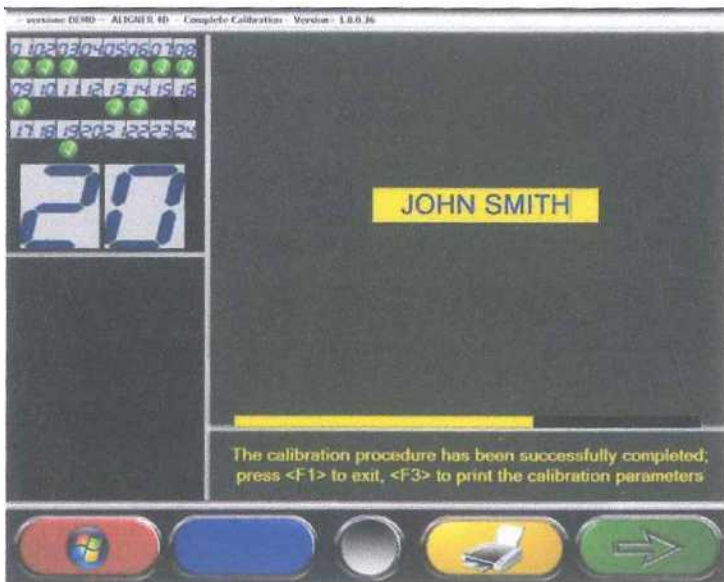 - versione DEMO - ALIGNER 4D - Complete Calibration - Version - 1.0.0.36
01 02 03 04 05 06 07 08
09 10 11 12 13 14 15 16
17 18 19 20 21 22 23 24
20
JOHN SMITH
The calibration procedure has been successfully completed;
press <F1> to exit, <F3> to print the calibration parameters